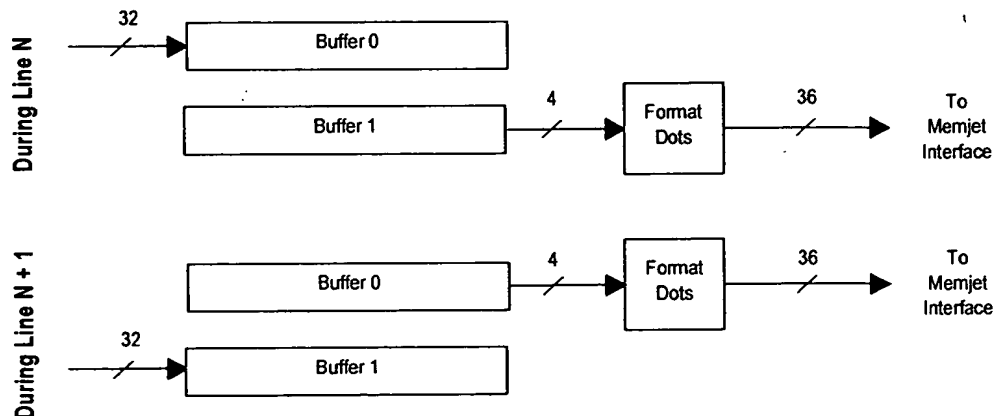 During Line N
32
Buffer 0
Buffer 1
4
Format
Dots
36
To
Memjet
Interface
During Line N + 1
Buffer 0
4
Format
Dots
36
To
Memjet
Interface
32
Buffer 1